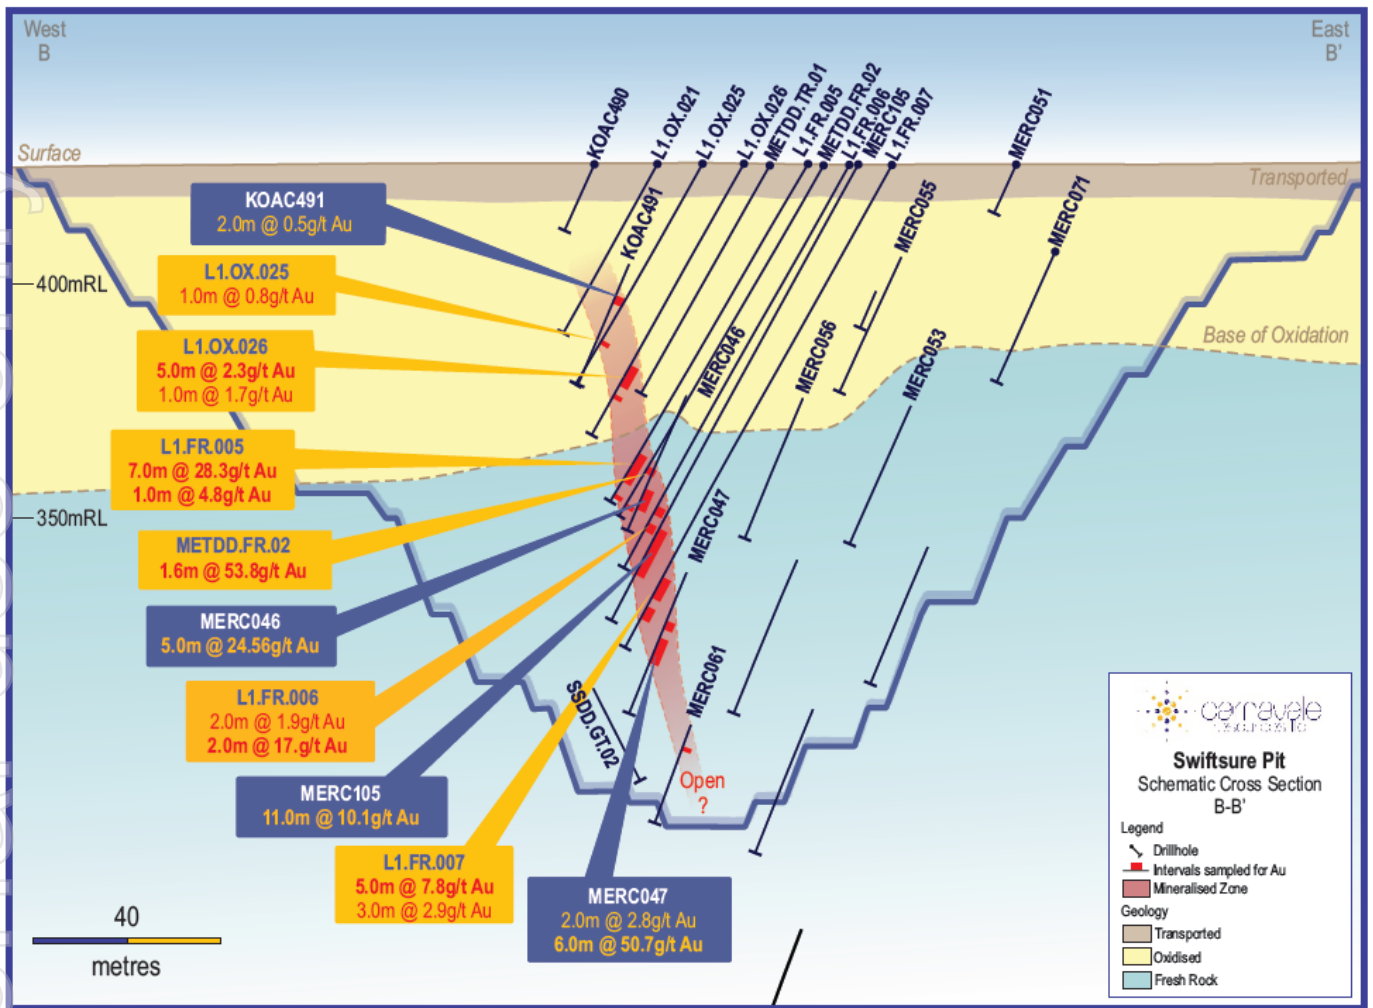 West
B
East
B'
Surface
Transported
KOAC490
L1.OX.021
L1.OX.025
L1.OX.026
METDD.TR.01
L1.FR.005
METDD.FR.02
L1.FR.006
MERC105
L1.FR.007
MERC051
KOAC491
MERC055
MERC071
KOAC491
2.0m @ 0.5g/t Au
L1.OX.025
1.0m @ 0.8g/t Au
400mRL
L1.OX.026
5.0m @ 2.3g/t Au
1.0m @ 1.7g/t Au
MERC046
MERC056
MERC053
Base of Oxidation
L1.FR.005
7.0m @ 28.3g/t Au
1.0m @ 4.8g/t Au
350mRL
METDD.FR.02
1.6m @ 53.8g/t Au
MERC047
MERC046
5.0m @ 24.56g/t Au
L1.FR.006
2.0m @ 1.9g/t Au
2.0m @ 17.g/t Au
SSDD.GT.02
MERC061
Open
?
MERC105
11.0m @ 10.1g/t Au
L1.FR.007
5.0m @ 7.8g/t Au
3.0m @ 2.9g/t Au
MERC047
2.0m @ 2.8g/t Au
6.0m @ 50.7g/t Au
40
metres
Swiftsure Pit
Schematic Cross Section
B-B'
Legend
Drillhole
Intervals sampled for Au
Mineralised Zone
Geology
Transported
Oxidised
Fresh Rock